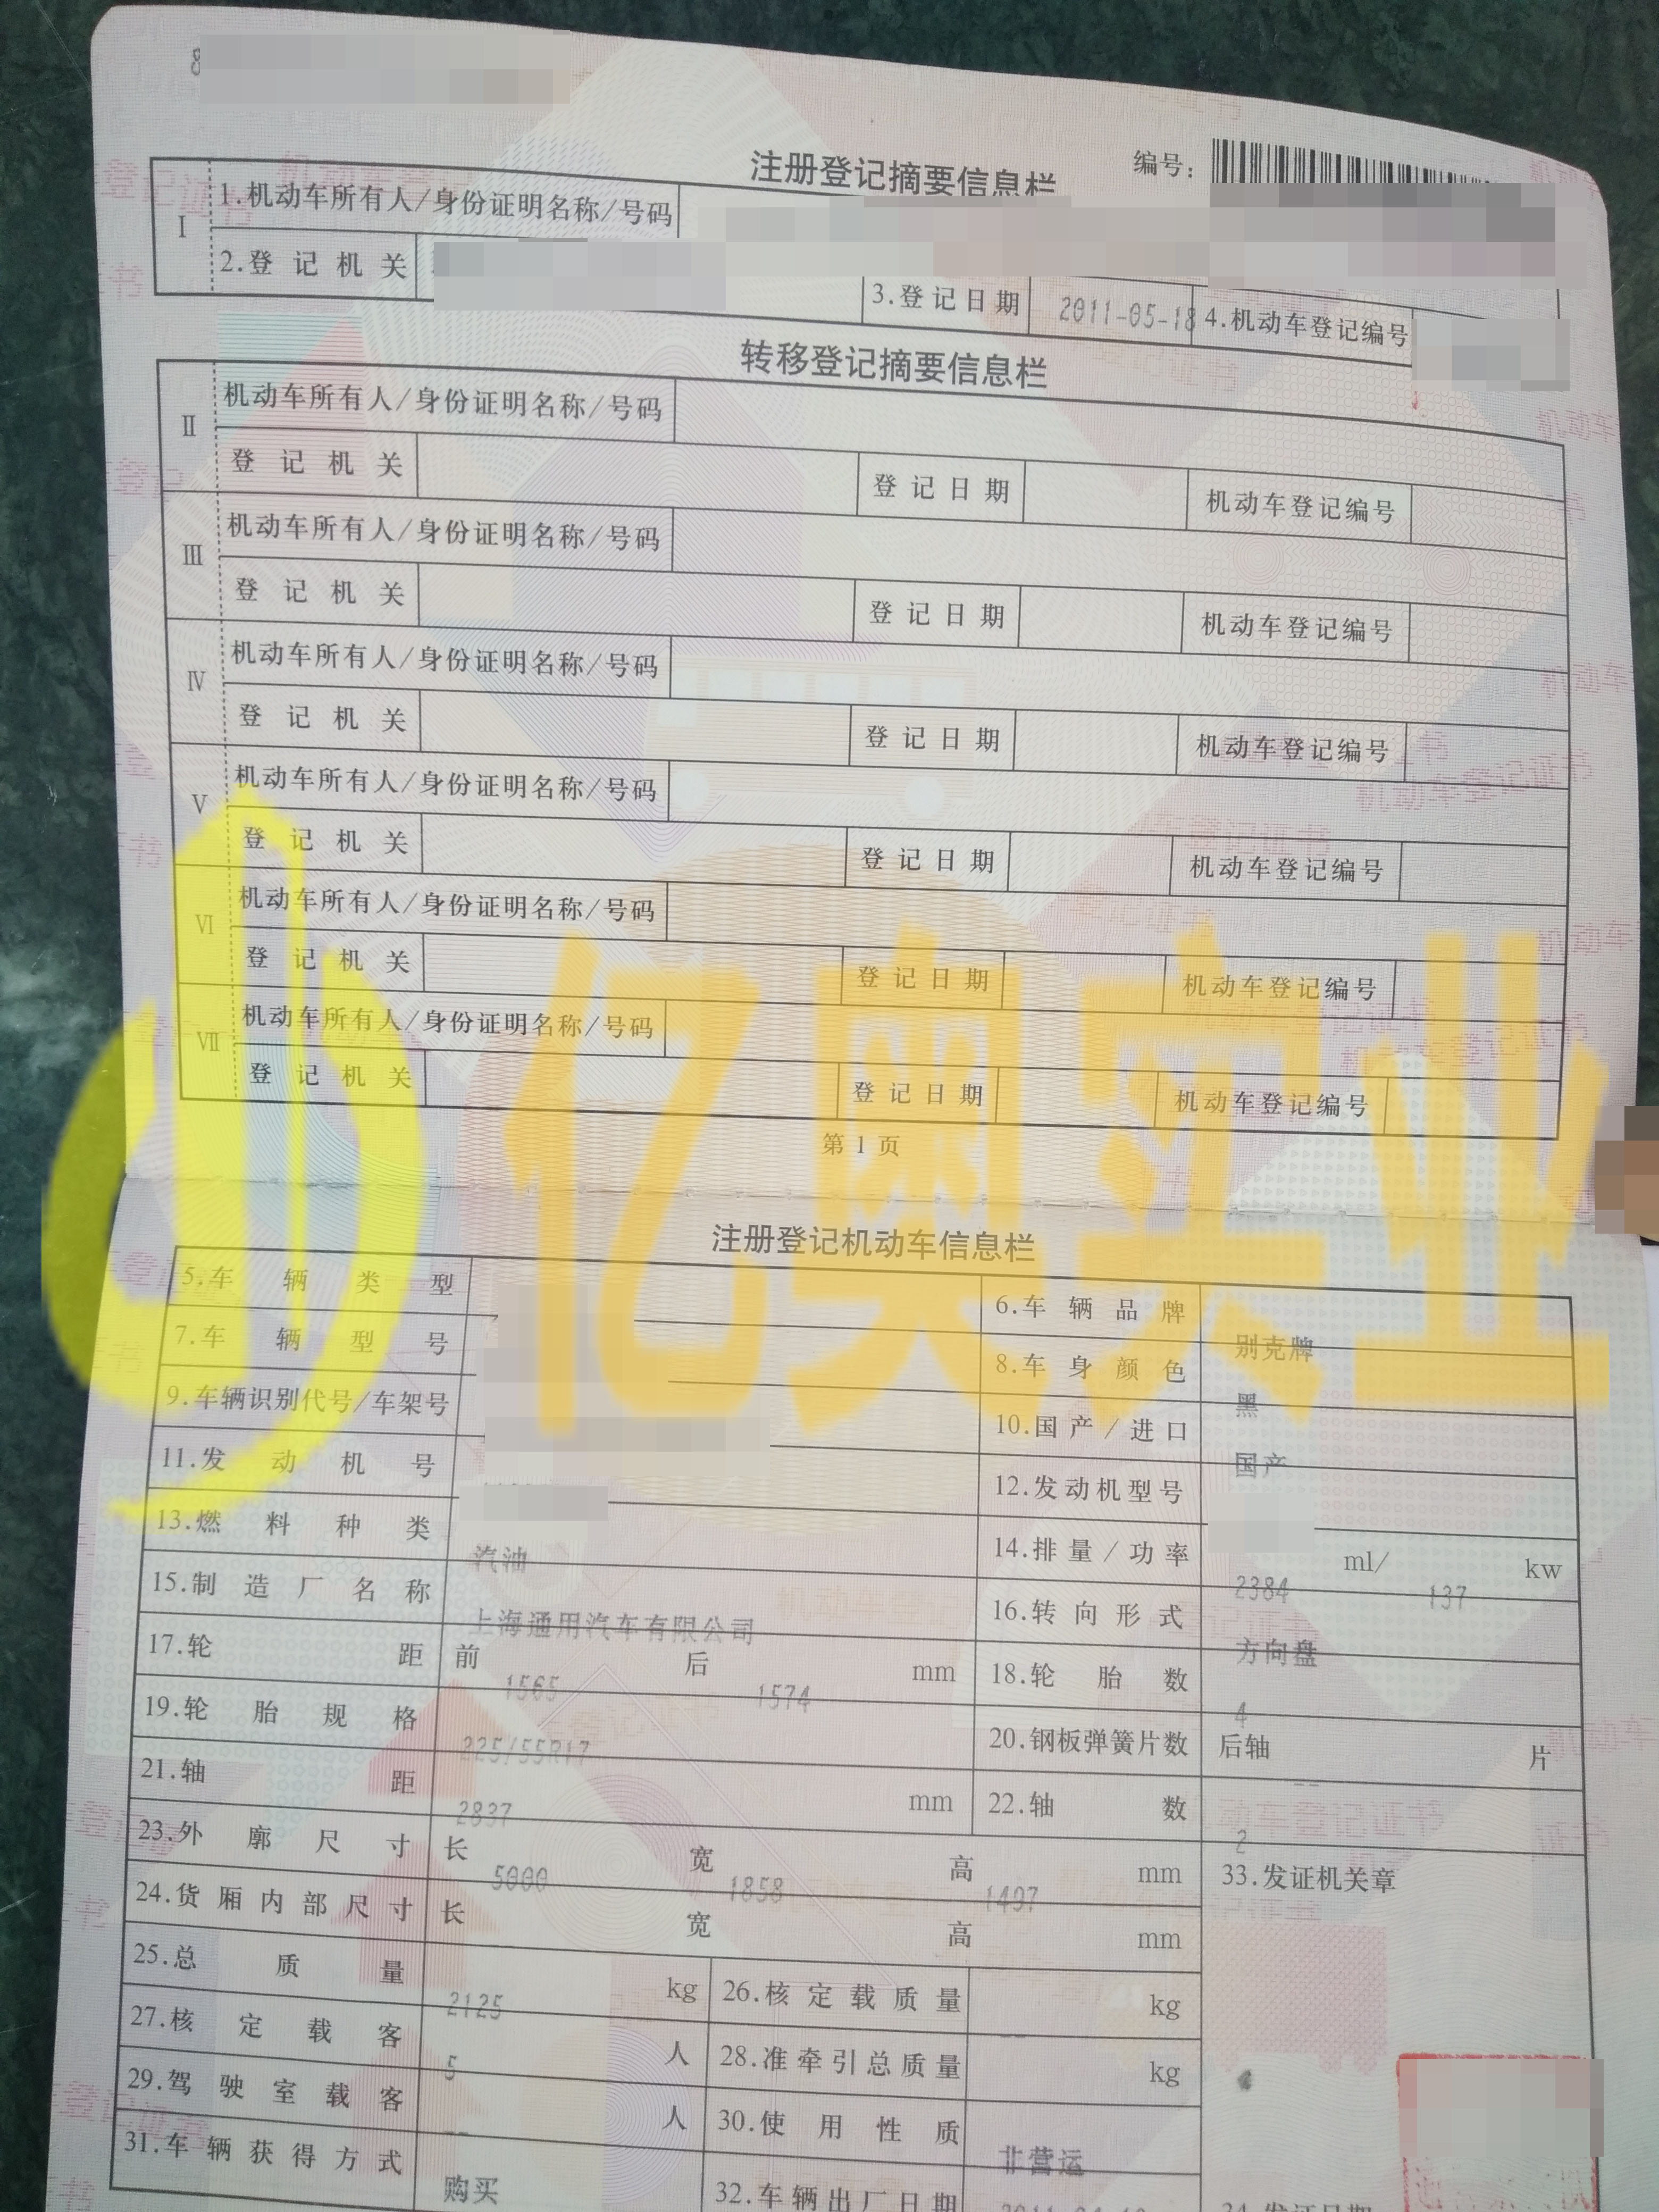 8
注册登记摘要信息栏 编号:
Ⅰ 1.机动车所有人/身份证明名称/号码
2.登记机关 3.登记日期 2011-05-18 4.机动车登记编号
转移登记摘要信息栏
Ⅱ 机动车所有人/身份证明名称/号码
登记机关 登记日期 机动车登记编号
Ⅲ 机动车所有人/身份证明名称/号码
登记机关 登记日期 机动车登记编号
Ⅳ 机动车所有人/身份证明名称/号码
登记机关 登记日期 机动车登记编号
Ⅴ 机动车所有人/身份证明名称/号码
登记机关 登记日期 机动车登记编号
Ⅵ 机动车所有人/身份证明名称/号码
登记机关 登记日期 机动车登记编号
Ⅶ 机动车所有人/身份证明名称/号码
登记机关 登记日期 机动车登记编号
亿奥实业
第 1 页
注册登记机动车信息栏
5.车辆类型 6.车辆品牌 别克牌
7.车辆型号 8.车身颜色 黑
9.车辆识别代号/车架号 10.国产/进口 国产
11.发动机号 12.发动机型号
13.燃料种类 汽油 14.排量/功率 2384 ml/ 137 kw
15.制造厂名称 上海通用汽车有限公司 16.转向形式 方向盘
17.轮距 前 1565 后 1574 mm 18.轮胎数 4
19.轮胎规格 225/55R17 20.钢板弹簧片数 后轴 -- 片
21.轴距 2837 mm 22.轴数 2
23.外廓尺寸 长 5000 宽 1858 高 1497 mm 33.发证机关章
24.货厢内部尺寸 长 宽 高 mm
25.总质量 2125 kg 26.核定载质量 -- kg
27.核定载客 5 人 28.准牵引总质量 kg
29.驾驶室载客 -- 人 30.使用性质 非营运
31.车辆获得方式 购买 32.车辆出厂日期 34.发证日期